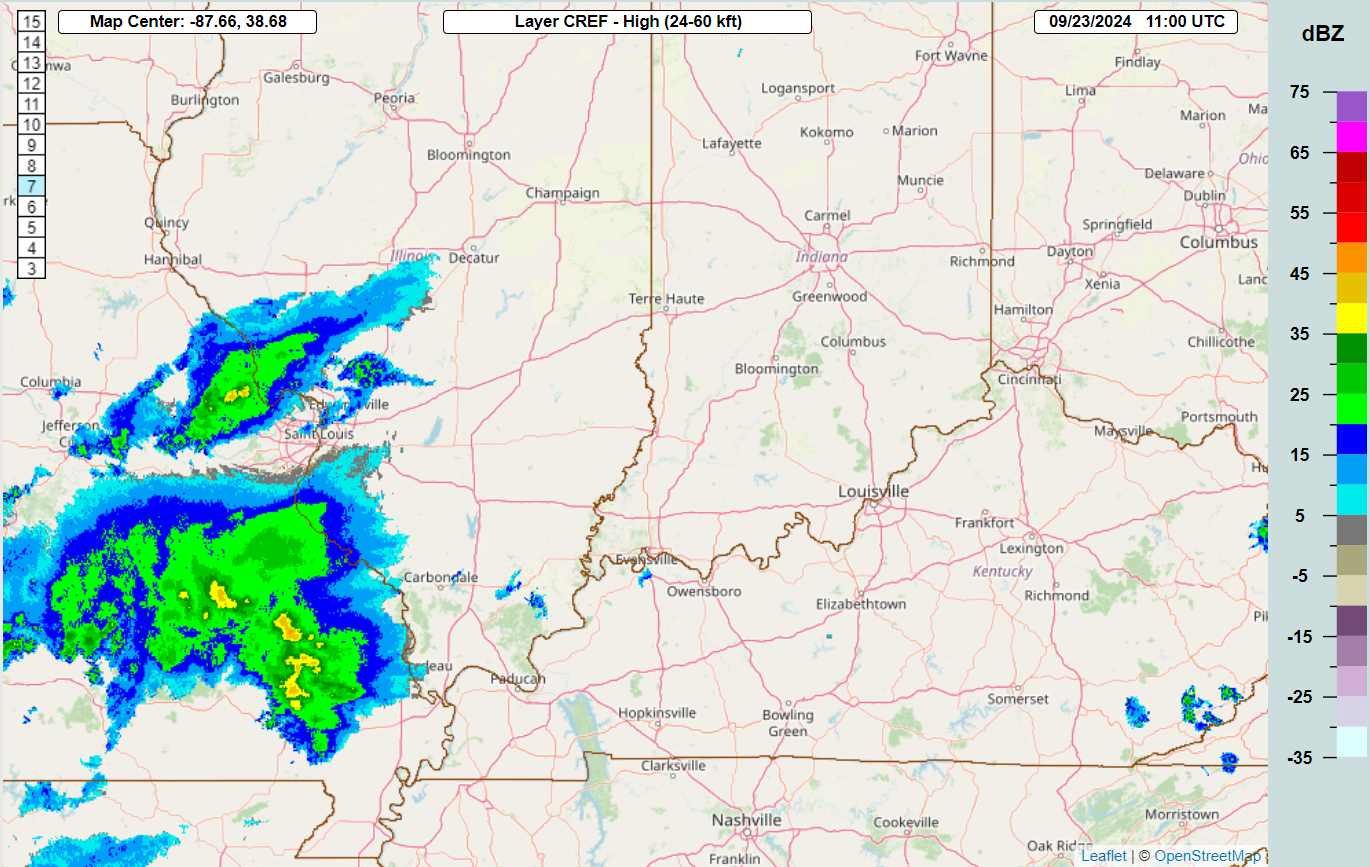 Map Center: -87.66, 38.68
Layer CREF - High (24-60 kft)
09/23/2024 11:00 UTC
dBZ
15
14
13
12
11
10
9
8
7
6
5
4
3
75
65
55
45
35
25
15
5
-5
-15
-25
-35
Galesburg
Burlington
Peoria
Bloomington
Champaign
Quincy
Hannibal
Illinois
Decatur
Columbia
Jefferson
Saint Louis
Carbondale
Paducah
Fort Wayne
Findlay
Logansport
Lima
Kokomo
Marion
Marion
Lafayette
Ohio
Muncie
Delaware
Dublin
Carmel
Springfield
Columbus
Indiana
Richmond
Dayton
Xenia
Terre Haute
Greenwood
Hamilton
Columbus
Chillicothe
Bloomington
Cincinnati
Portsmouth
Maysville
Louisville
Frankfort
Lexington
Evansville
Kentucky
Owensboro
Elizabethtown
Richmond
Somerset
Hopkinsville
Bowling
Green
Clarksville
Nashville
Cookeville
Morristown
Franklin
Leaflet | © OpenStreetMap